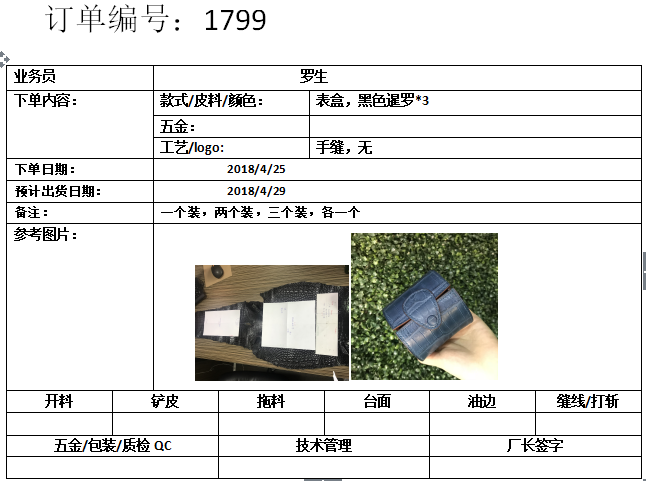 订单编号：1799
业务员 罗生
下单内容： 款式/皮料/颜色： 表盒，黑色暹罗*3
五金：
工艺/logo: 手缝，无
下单日期： 2018/4/25
预计出货日期： 2018/4/29
备注： 一个装，两个装，三个装，各一个
参考图片：
开料 铲皮 拖料 台面 油边 缝线/打斩
五金/包装/质检 QC 技术管理 厂长签字